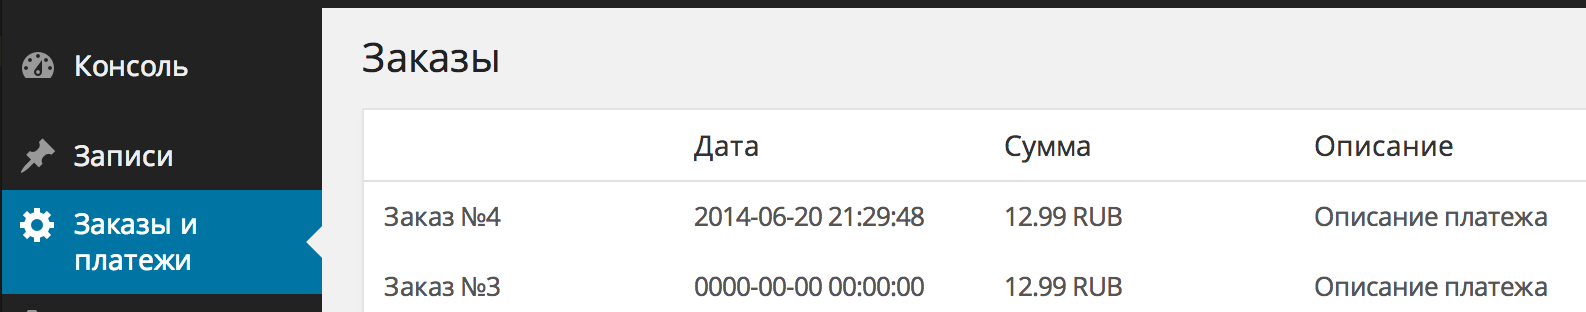 Консоль
Записи
Заказы и
платежи
Заказы
Дата Сумма Описание
Заказ №4 2014-06-20 21:29:48 12.99 RUB Описание платежа
Заказ №3 0000-00-00 00:00:00 12.99 RUB Описание платежа